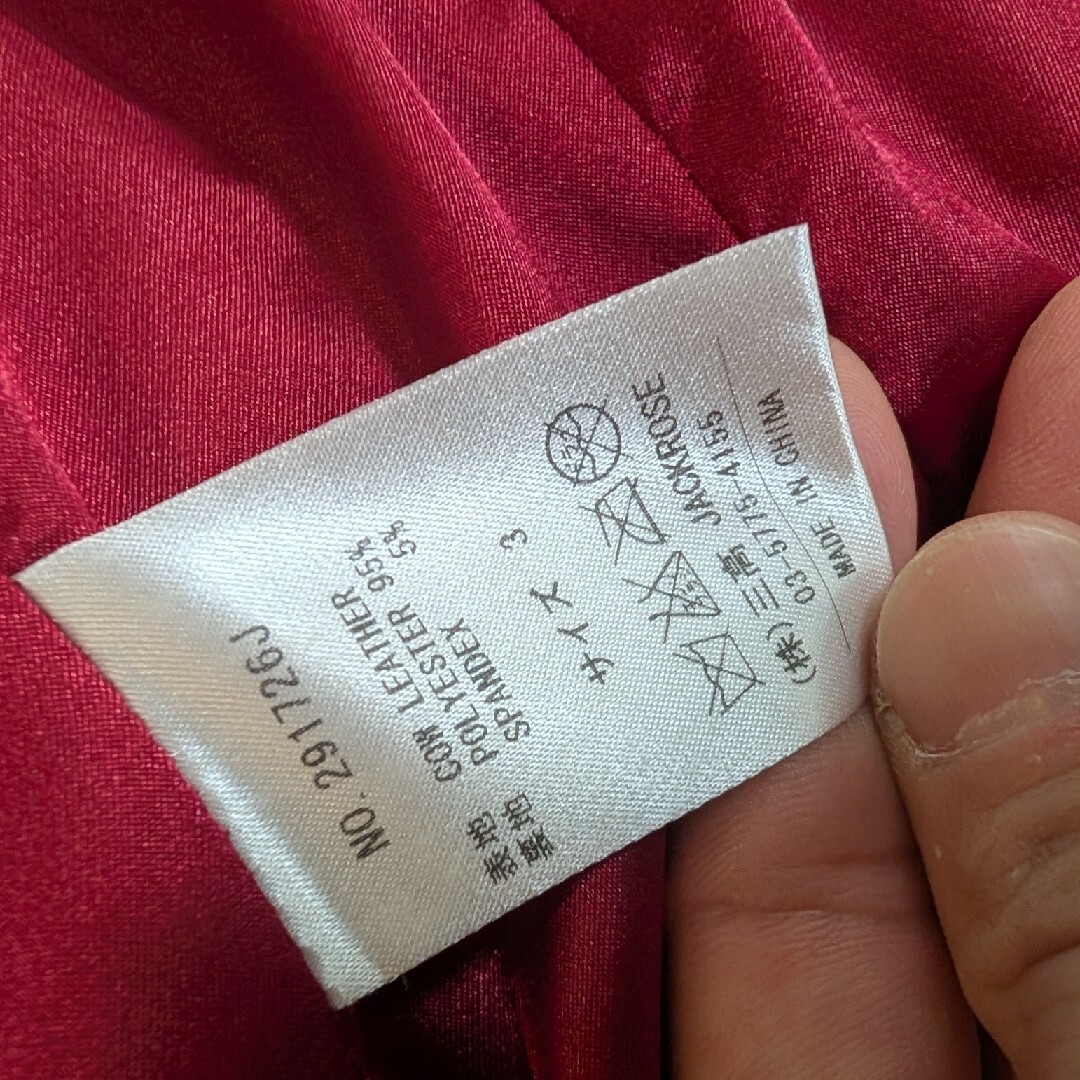 NO.291726J
表地 COW LEATHER
裏地 POLYESTER 95%
SPANDEX 5%
サイズ 3
(株)三高 JACKROSE
03-5775-4155
MADE IN CHINA